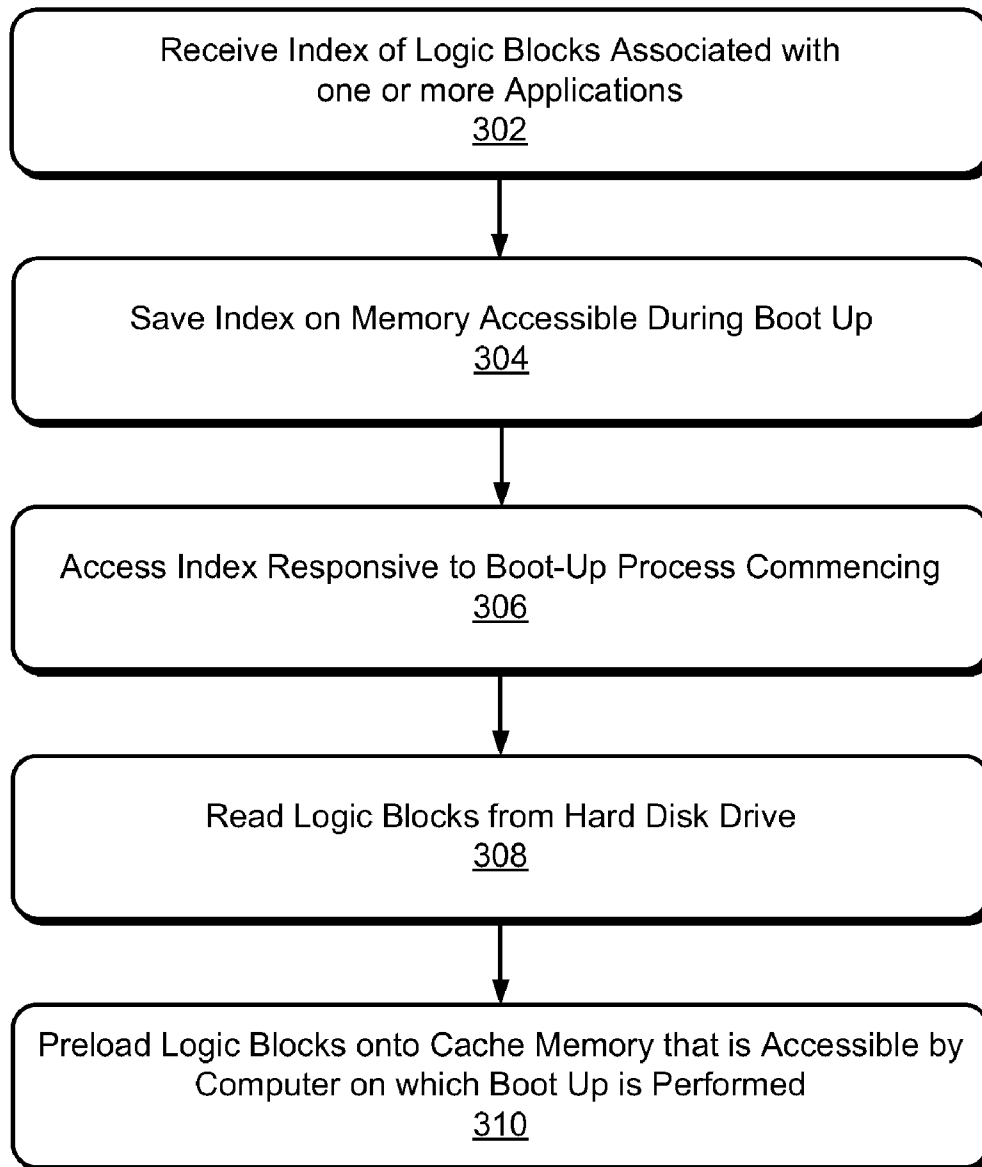 Receive Index of Logic Blocks Associated with
one or more Applications
302
Save Index on Memory Accessible During Boot Up
304
Access Index Responsive to Boot-Up Process Commencing
306
Read Logic Blocks from Hard Disk Drive
308
Preload Logic Blocks onto Cache Memory that is Accessible by
Computer on which Boot Up is Performed
310